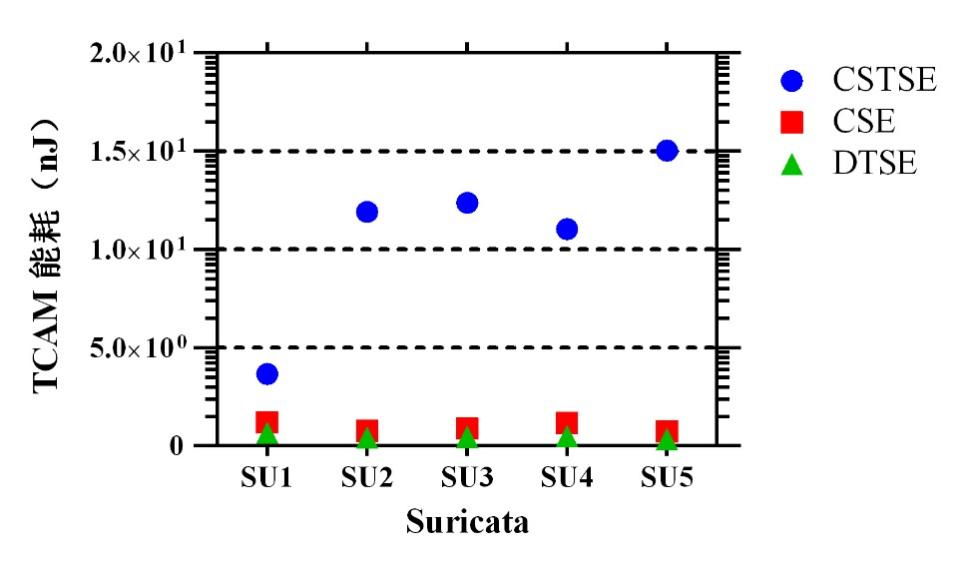 TCAM 能耗（nJ）
2.0×10¹
1.5×10¹
1.0×10¹
5.0×10⁰
0
SU1 SU2 SU3 SU4 SU5
Suricata
CSTSE
CSE
DTSE